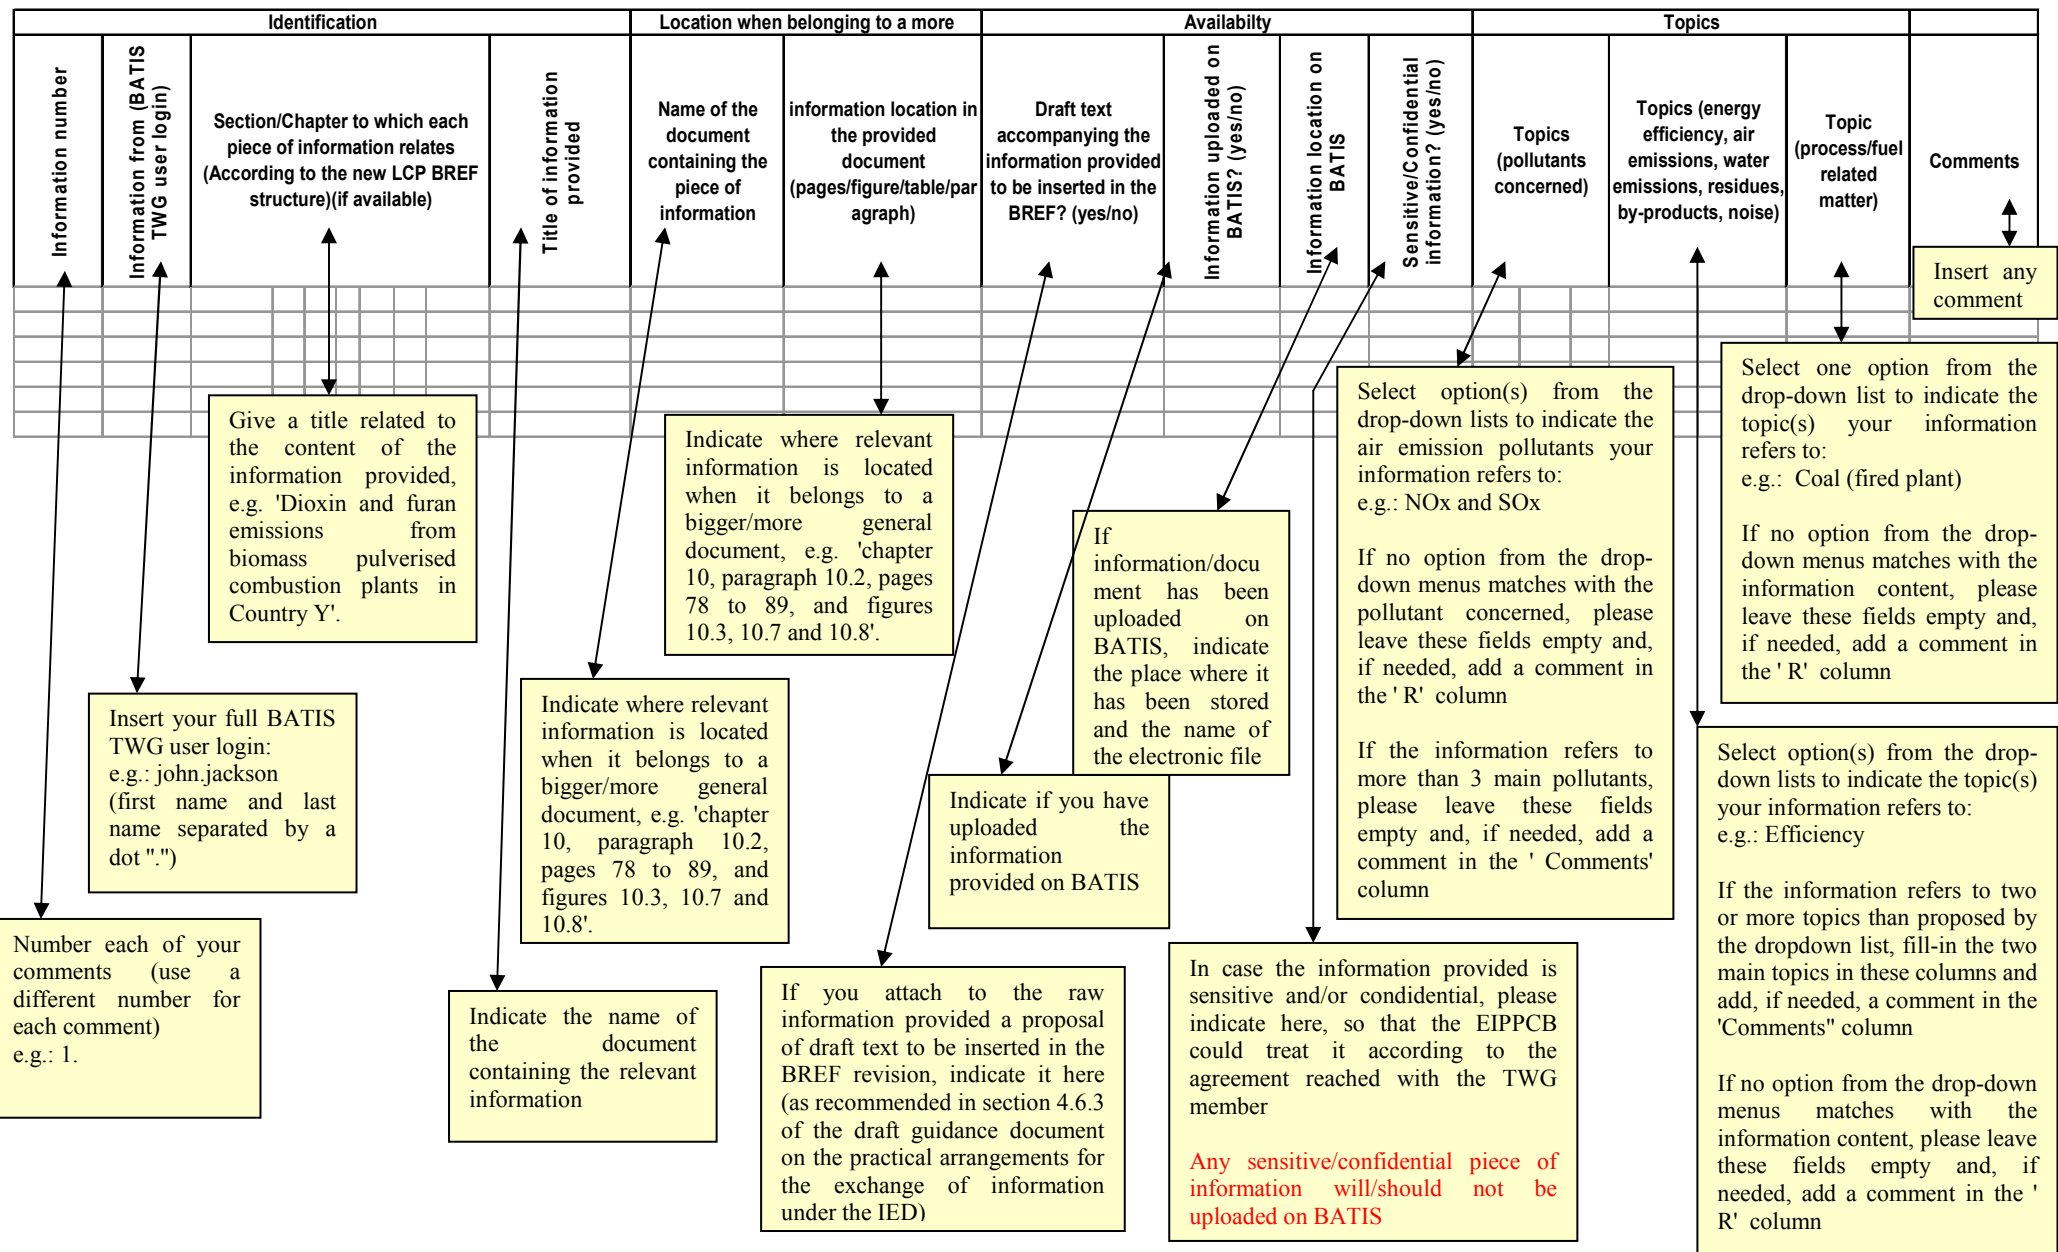 Identification
Location when belonging to a more
Availabilty
Topics
Information number
Information from (BATIS
TWG user login)
Section/Chapter to which each
piece of information relates
(According to the new LCP BREF
structure)(if available)
Title of information
provided
Name of the
document
containing the
piece of
information
information location in
the provided
document
(pages/figure/table/par
agraph)
Draft text
accompanying the
information provided
to be inserted in the
BREF? (yes/no)
Information uploaded on
BATIS? (yes/no)
Information location on
BATIS
Sensitive/Confidential
information? (yes/no)
Topics
(pollutants
concerned)
Topics (energy
efficiency, air
emissions, water
emissions, residues,
by-products, noise)
Topic
(process/fuel
related
matter)
Comments
Insert any
comment
Give a title related to
the content of the
information provided,
e.g. 'Dioxin and furan
emissions from
biomass pulverised
combustion plants in
Country Y'.
Indicate where relevant
information is located
when it belongs to a
bigger/more general
document, e.g. 'chapter
10, paragraph 10.2, pages
78 to 89, and figures
10.3, 10.7 and 10.8'.
Select option(s) from the
drop-down lists to indicate the
air emission pollutants your
information refers to:
e.g.: NOx and SOx
If no option from the drop-
down menus matches with the
pollutant concerned, please
leave these fields empty and,
if needed, add a comment in
the ' R' column
If the information refers to
more than 3 main pollutants,
please leave these fields
empty and, if needed, add a
comment in the ' Comments'
column
Select one option from the
drop-down list to indicate the
topic(s) your information
refers to:
e.g.: Coal (fired plant)
If no option from the drop-
down menus matches with the
information content, please
leave these fields empty and,
if needed, add a comment in
the ' R' column
If
information/docu
ment has been
uploaded on
BATIS, indicate
the place where it
has been stored
and the name of
the electronic file
Insert your full BATIS
TWG user login:
e.g.: john.jackson
(first name and last
name separated by a
dot ".")
Indicate where relevant
information is located
when it belongs to a
bigger/more general
document, e.g. 'chapter
10, paragraph 10.2,
pages 78 to 89, and
figures 10.3, 10.7 and
10.8'.
Indicate if you have
uploaded the
information
provided on BATIS
Select option(s) from the drop-
down lists to indicate the topic(s)
your information refers to:
e.g.: Efficiency
If the information refers to two
or more topics than proposed by
the dropdown list, fill-in the two
main topics in these columns and
add, if needed, a comment in the
'Comments" column
If no option from the drop-down
menus matches with the
information content, please leave
these fields empty and, if
needed, add a comment in the '
R' column
Number each of your
comments (use a
different number for
each comment)
e.g.: 1.
Indicate the name of
the document
containing the relevant
information
If you attach to the raw
information provided a proposal
of draft text to be inserted in the
BREF revision, indicate it here
(as recommended in section 4.6.3
of the draft guidance document
on the practical arrangements for
the exchange of information
under the IED)
In case the information provided is
sensitive and/or condidential, please
indicate here, so that the EIPPCB
could treat it according to the
agreement reached with the TWG
member
Any sensitive/confidential piece of
information will/should not be
uploaded on BATIS